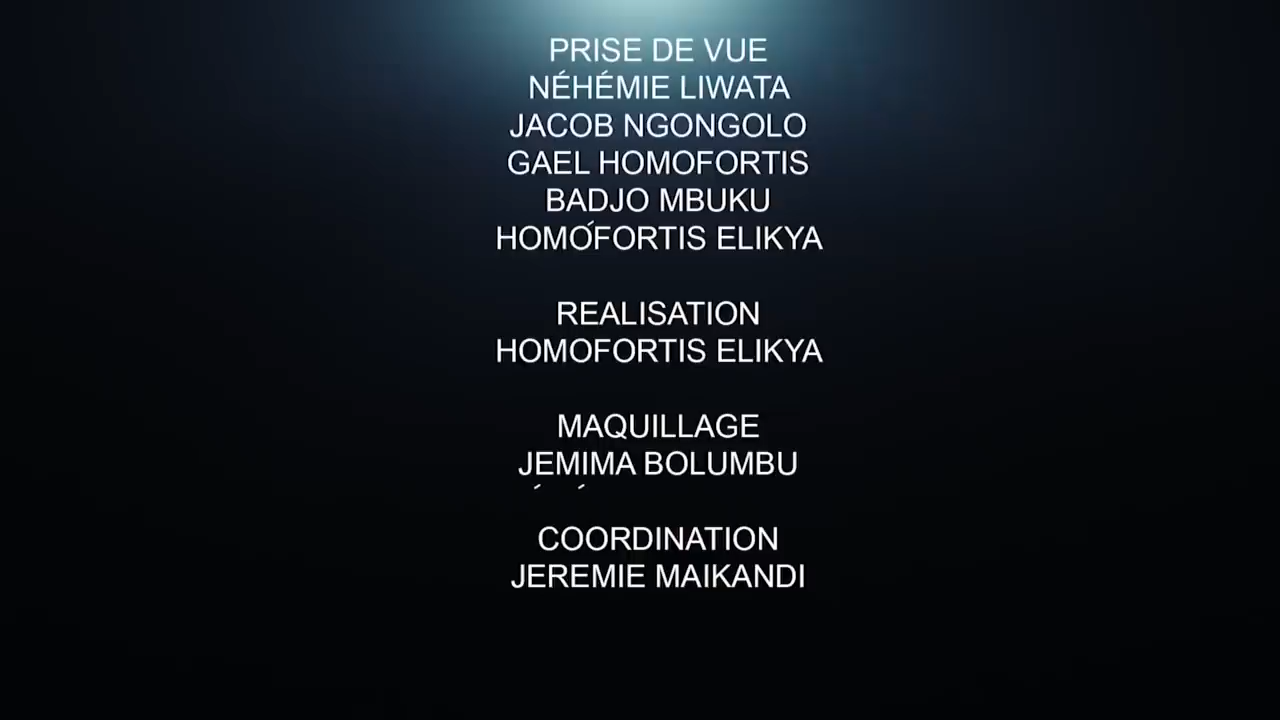 PRISE DE VUE
NÉHÉMIE LIWATA
JACOB NGONGOLO
GAEL HOMOFORTIS
BADJO MBUKU
HOMOFORTIS ELIKYA
REALISATION
HOMOFORTIS ELIKYA
MAQUILLAGE
JEMIMA BOLUMBU
COORDINATION
JEREMIE MAIKANDI